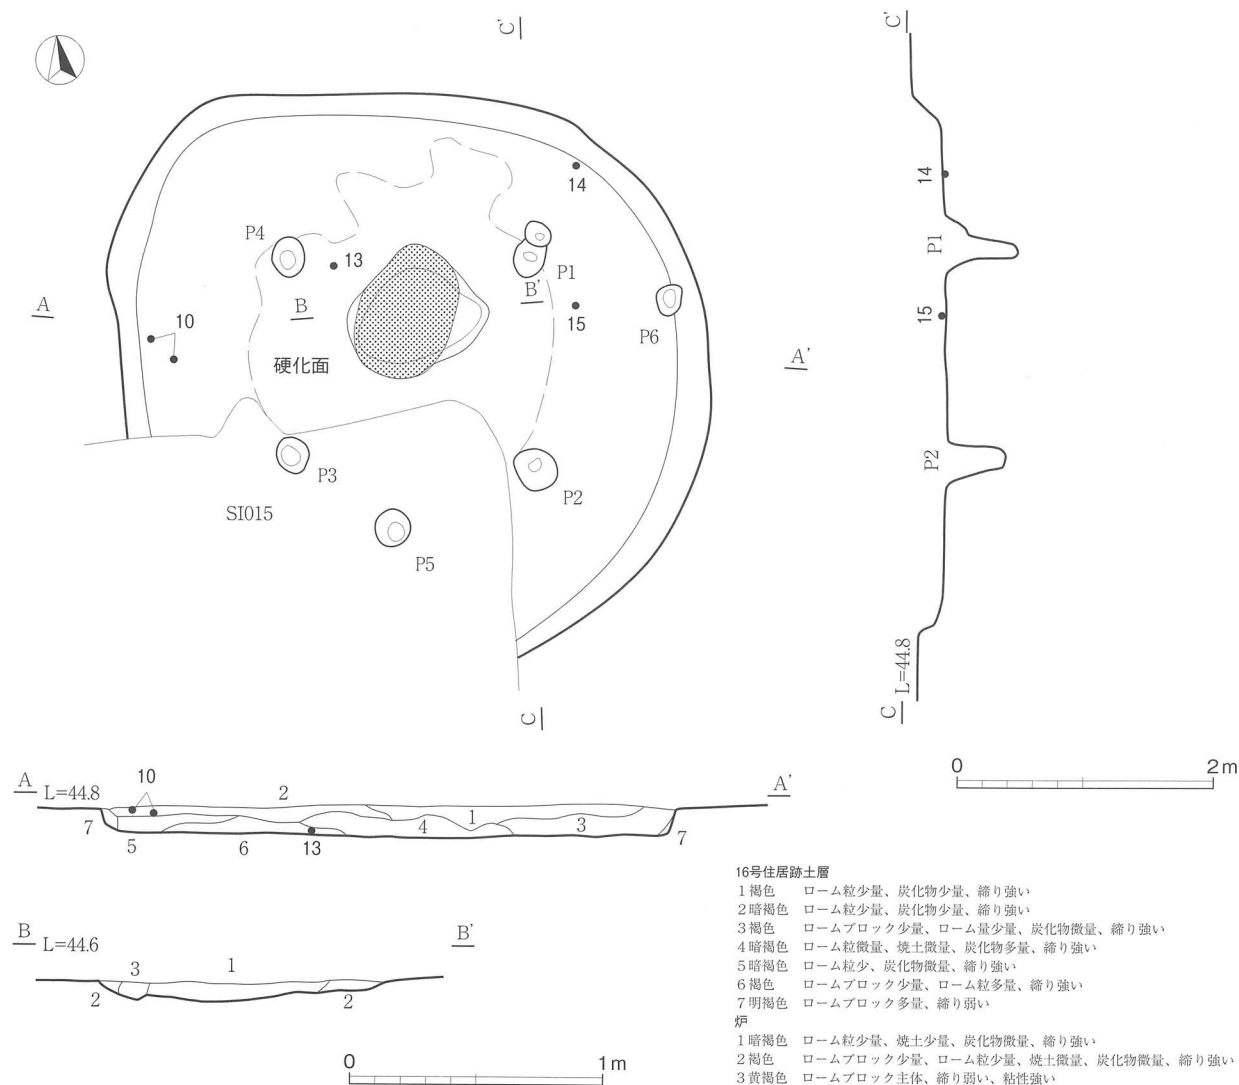 C'
C'
14
P4
13
P1
B
B'
A
10
15
P6
硬化面
A'
P3
P2
SI015
P5
C
14
P1
15
P2
L=44.8
C
0 2m
A L=44.8
10
2
A'
7
1
4
3
7
5
6
13
B L=44.6
3
1
B'
2
2
0 1m
16号住居跡土層
1褐色 ローム粒少量、炭化物少量、締り強い
2暗褐色 ローム粒少量、炭化物少量、締り強い
3褐色 ロームブロック少量、ローム量少量、炭化物微量、締り強い
4暗褐色 ローム粒微量、焼土微量、炭化物多量、締り強い
5暗褐色 ローム粒少、炭化物微量、締り強い
6褐色 ロームブロック少量、ローム粒多量、締り強い
7明褐色 ロームブロック多量、締り弱い
炉
1暗褐色 ローム粒少量、焼土少量、炭化物微量、締り強い
2褐色 ロームブロック少量、ローム粒少量、焼土微量、炭化物微量、締り強い
3黄褐色 ロームブロック主体、締り弱い、粘性強い